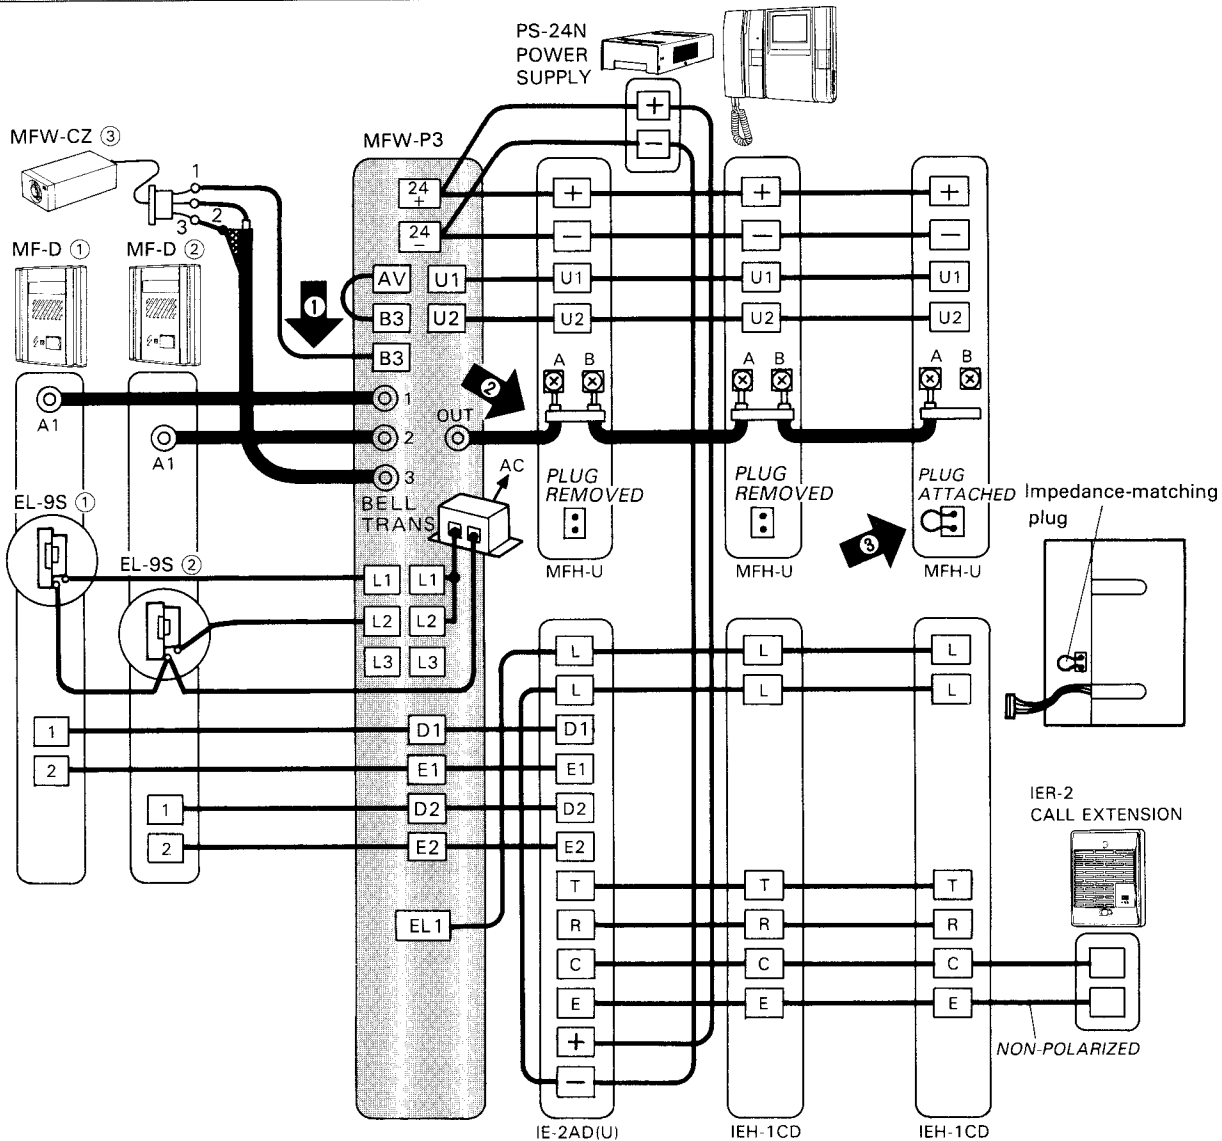 PS-24N
POWER
SUPPLY
+
−
MFW-CZ ③
1
2
3
MFW-P3
MF-D ①
MF-D ②
24
+
24
−
+
−
+
−
+
−
AV
U1
U1
U1
U1
B3
U2
U2
U2
U2
B3
1
A B
A B
A B
2
A1
1
OUT
A1
2
3
AC
BELL
TRANS
PLUG
REMOVED
PLUG
REMOVED
PLUG
ATTACHED
3
MFH-U
MFH-U
MFH-U
Impedance-matching
plug
EL-9S ①
EL-9S ②
L1 L1
L2 L2
L3 L3
L
L
L
L
L
L
1
D1
D1
2
E1
E1
1
D2
D2
2
E2
E2
T
T
T
EL1
R
R
R
C
C
C
E
E
E
+
−
IER-2
CALL EXTENSION
NON-POLARIZED
IE-2AD(U)
IEH-1CD
IEH-1CD